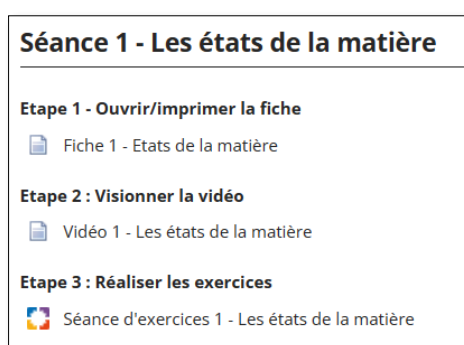 Séance 1 - Les états de la matière
Etape 1 - Ouvrir/imprimer la fiche
Fiche 1 - Etats de la matière
Etape 2 : Visionner la vidéo
Vidéo 1 - Les états de la matière
Etape 3 : Réaliser les exercices
Séance d'exercices 1 - Les états de la matière